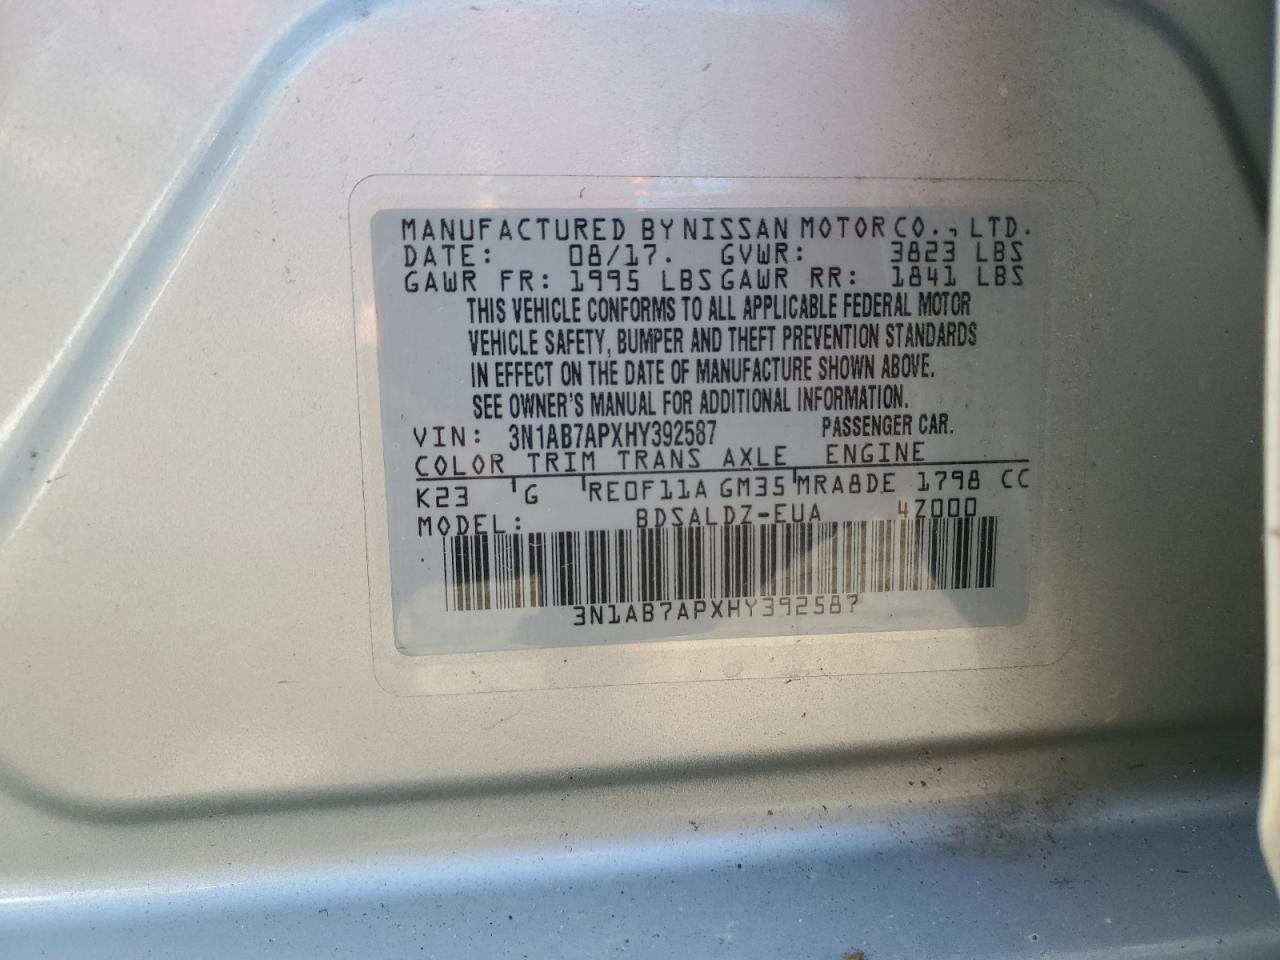 MANUFACTURED BY NISSAN MOTOR CO., LTD.
DATE: 08/17. GVWR: 3823 LBS
GAWR FR: 1995 LBS GAWR RR: 1841 LBS
THIS VEHICLE CONFORMS TO ALL APPLICABLE FEDERAL MOTOR
VEHICLE SAFETY, BUMPER AND THEFT PREVENTION STANDARDS
IN EFFECT ON THE DATE OF MANUFACTURE SHOWN ABOVE.
SEE OWNER'S MANUAL FOR ADDITIONAL INFORMATION.
VIN: 3N1AB7APXHY392587 PASSENGER CAR.
COLOR TRIM TRANS AXLE ENGINE
K23 G RE0F11A GM35 MRA8DE 1798 CC
MODEL: BDSALDZ-EUA 4Z000
3N1AB7APXHY392587